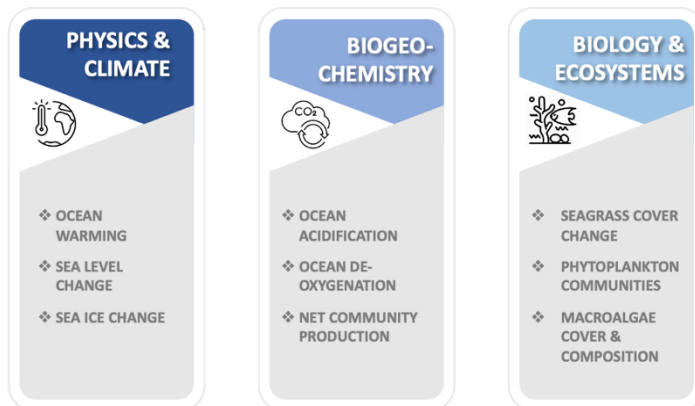 PHYSICS &
CLIMATE
❖ OCEAN
WARMING
❖ SEA LEVEL
CHANGE
❖ SEA ICE CHANGE
BIOGEO-
CHEMISTRY
CO₂
❖ OCEAN
ACIDIFICATION
❖ OCEAN DE-
OXYGENATION
❖ NET COMMUNITY
PRODUCTION
BIOLOGY &
ECOSYSTEMS
❖ SEAGRASS COVER
CHANGE
❖ PHYTOPLANKTON
COMMUNITIES
❖ MACROALGAE
COVER &
COMPOSITION